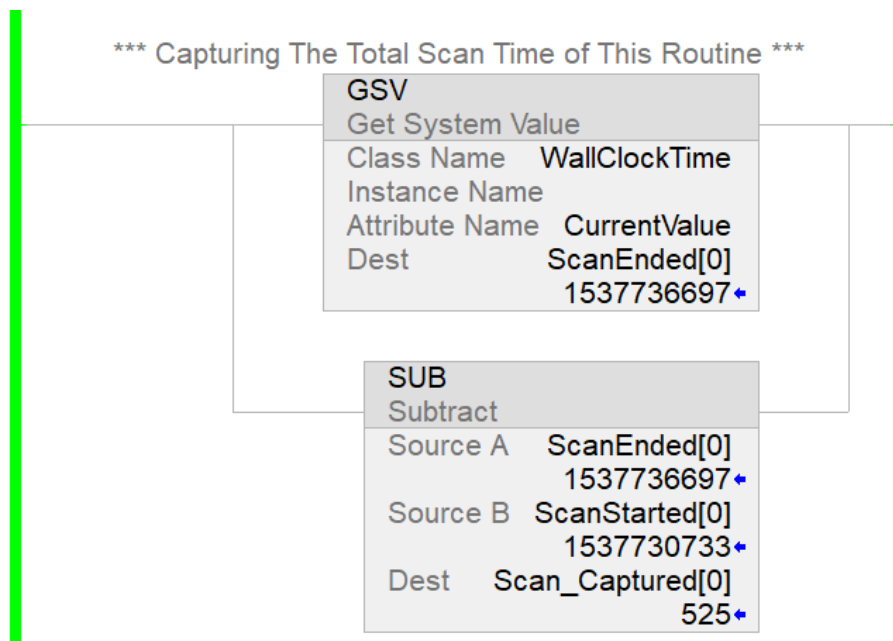 *** Capturing The Total Scan Time of This Routine ***
GSV
Get System Value
Class Name WallClockTime
Instance Name
Attribute Name CurrentValue
Dest ScanEnded[0]
1537736697
SUB
Subtract
Source A ScanEnded[0]
1537736697
Source B ScanStarted[0]
1537730733
Dest Scan_Captured[0]
525